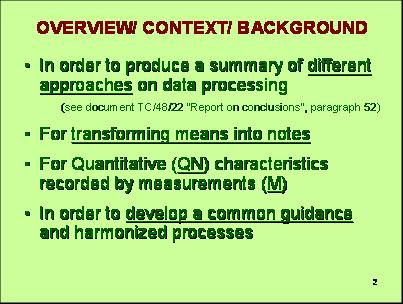 OVERVIEW/ CONTEXT/ BACKGROUND
• In order to produce a summary of different
approaches on data processing
(see document TC/48/22 "Report on conclusions", paragraph 52)
• For transforming means into notes
• For Quantitative (QN) characteristics
recorded by measurements (M)
• In order to develop a common guidance
and harmonized processes
2